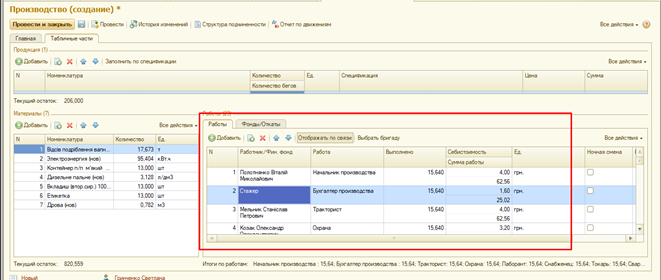 Производство (создание) *
Провести и закрыть Провести История изменений Структура подчиненности Отчет по движениям Все действия
Главная Табличные части
Продукция (1)
Добавить Заполнить по спецификации Все действия
N Номенклатура Количество Ед. Спецификация Цена Сумма
Количество бегов
Текущий остаток: 206,000
Материалы (7)
Добавить Все действия
N Номенклатура Количество Ед.
1 Відсів подріблення вапн... 17,673 т
2 Электроэнергия (нов) 95,404 кВт.ч
3 Контейнер п/п м'який 13,000 шт
4 Дизельне пальне (нов) 3,128 л/дм3
5 Вкладиш (втор.сир.) 100... 13,000 шт
6 Етикетка 13,000 шт
7 Дрова (нов) 0,782 м3
Текущий остаток: 820,559
Работы Фонды/Откаты
Добавить Отображать по связи Выбрать бригаду Все действия
N Работник/Фин. фонд Работа Выполнено Себестоимость Ед. Ночная смена
Сумма работы
1 Полотнянко Віталій Миколайович Начальник производства 15,640 4,00 грн.
62,56
2 Стажер Бухгалтер производства 15,640 1,60 грн.
25,02
3 Мельник Станіслав Петрович Тракторист 15,640 4,00 грн.
62,56
4 Козак Олександр Охрана 15,640 3,20 грн.
Итоги по работам: Начальник производства : 15,64; Бухгалтер производства : 15,64; Тракторист: 15,64; Охрана: 15,64; Лаборант: 15,64; Снабженец: 15,64; Токарь: 15,64; Свар...
Новый Гринченко Светлана